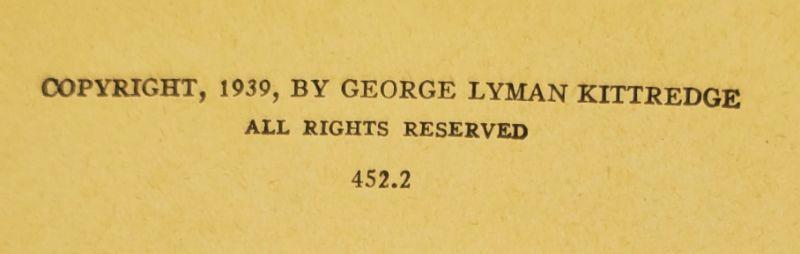 COPYRIGHT, 1939, BY GEORGE LYMAN KITTREDGE
ALL RIGHTS RESERVED
452.2